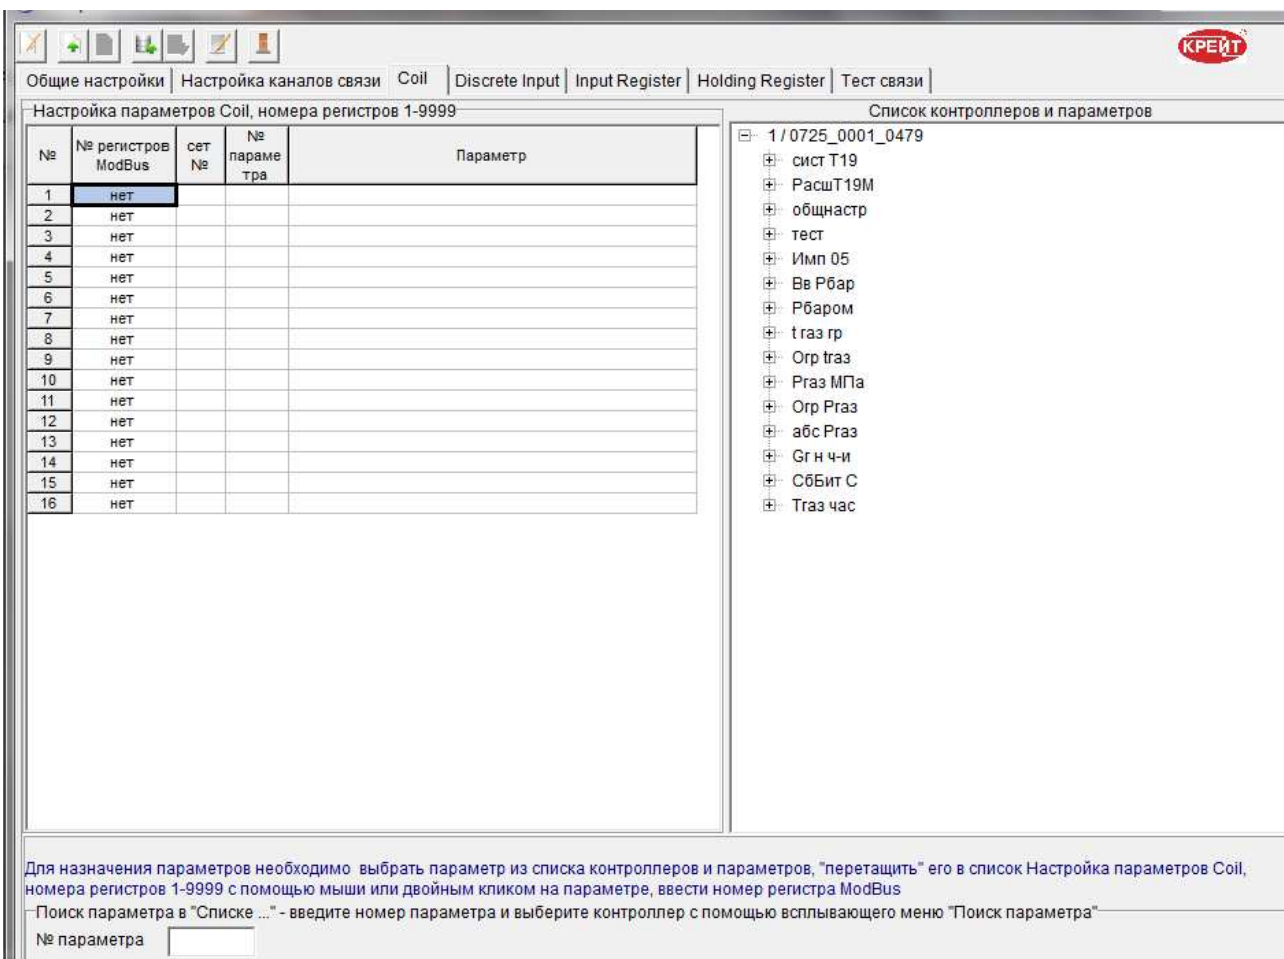 КРЕЙТ
Общие настройки Настройка каналов связи Coil Discrete Input Input Register Holding Register Тест связи
Настройка параметров Coil, номера регистров 1-9999
Список контроллеров и параметров
№ № регистров ModBus сет № № параме тра Параметр
1 нет
2 нет
3 нет
4 нет
5 нет
6 нет
7 нет
8 нет
9 нет
10 нет
11 нет
12 нет
13 нет
14 нет
15 нет
16 нет
1 / 0725_0001_0479
сист Т19
РасшТ19М
общнастр
тест
Имп 05
Вв Рбар
Рбаром
t газ гр
Огр tгаз
Ргаз МПа
Огр Ргаз
абс Ргаз
Gг н ч-и
СбБит С
Тгаз час
Для назначения параметров необходимо выбрать параметр из списка контроллеров и параметров, "перетащить" его в список Настройка параметров Coil,
номера регистров 1-9999 с помощью мыши или двойным кликом на параметре, ввести номер регистра ModBus
Поиск параметра в "Списке ..." - введите номер параметра и выберите контроллер с помощью всплывающего меню "Поиск параметра"
№ параметра